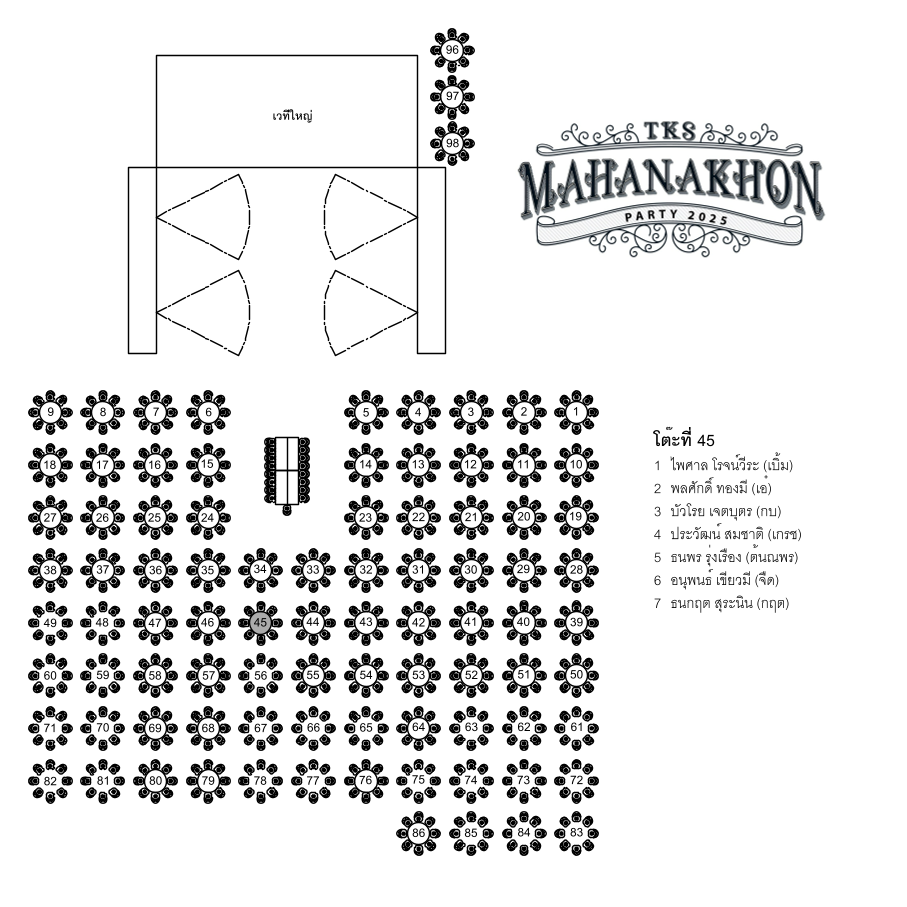 96
97
เวทีใหญ่
98
TKS
MAHANAKHON
PARTY 2025
9 8 7 6 5 4 3 2 1
18 17 16 15 14 13 12 11 10
27 26 25 24 23 22 21 20 19
38 37 36 35 34 33 32 31 30 29 28
49 48 47 46 45 44 43 42 41 40 39
60 59 58 57 56 55 54 53 52 51 50
71 70 69 68 67 66 65 64 63 62 61
82 81 80 79 78 77 76 75 74 73 72
86 85 84 83
โต๊ะที่ 45
1 ไพศาล โรจน์วีระ (เบิ้ม)
2 พลศักดิ์ ทองมี (เอ๋)
3 บัวโรย เจตบุตร (กบ)
4 ประวัฒน์ สมชาติ (เกรซ)
5 ธนพร รุ่งเรือง (ต้นณพร)
6 อนุพนธ์ เขียวมี (จี๊ด)
7 ธนกฤต สุระนิน (กฤต)